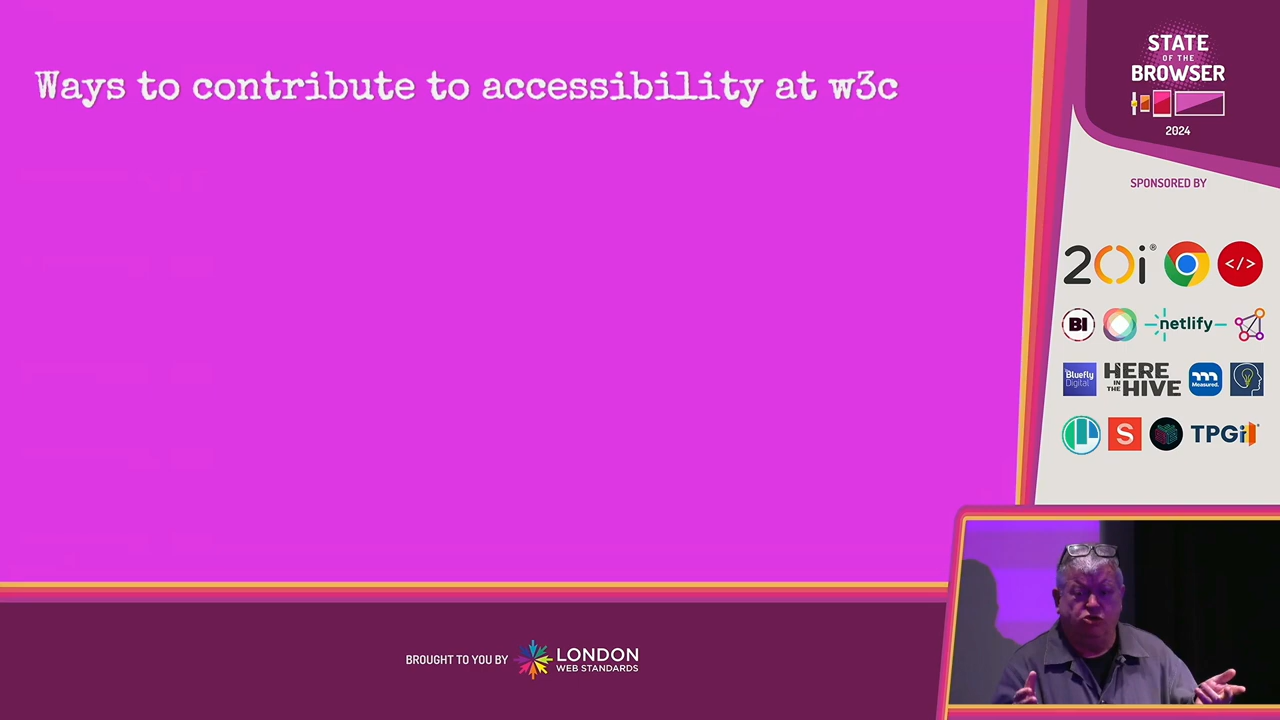 Ways to contribute to accessibility at w3c
STATE
OF THE
BROWSER
2024
SPONSORED BY
20i®
</>
BI
netlify
Bluefly
Digital
HERE
IN THE
HIVE
Measured.
S
TPGi
BROUGHT TO YOU BY
LONDON
WEB STANDARDS